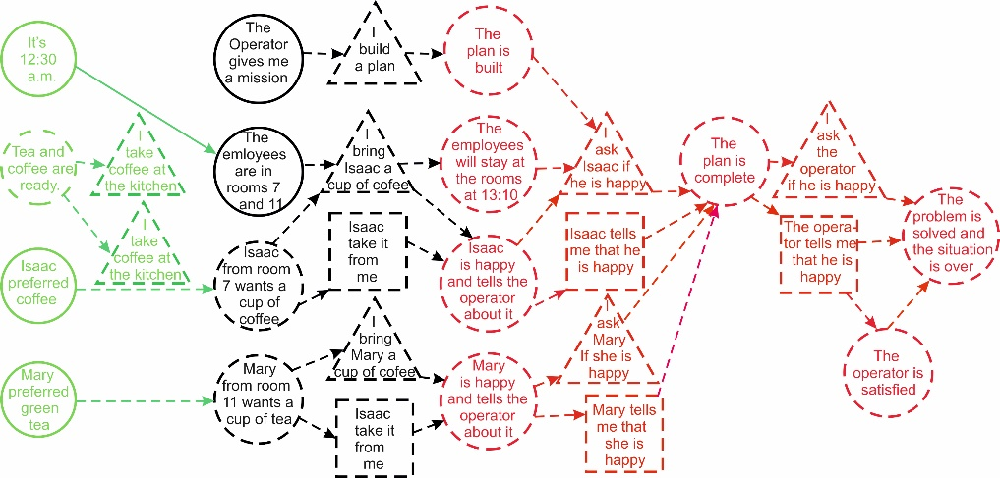 It's
12:30
a.m.
The
Operator
gives me
a mission
I
build
a plan
The
plan is
built
Tea and
coffee are
ready.
I
take
coffee at
the kitchen
The
emloyees
are in
rooms 7
and 11
I
bring
Isaac a
cup of cofee
The
employees
will stay at
the rooms
at 13:10
I
ask
Isaac if
he is happy
The
plan is
complete
I
ask
the
operator
if he is happy
I
take
coffee at
the kitchen
Isaac
preferred
coffee
Isaac
from room
7 wants a
cup of
coffee
Isaac
take it
from
me
Isaac
is happy
and tells the
operator
about it
Isaac tells
me that he
is happy
The opera-
tor tells me
that he is
happy
The
problem is
solved and
the situation
is over
Mary
preferred
green
tea
Mary
from room
11 wants a
cup of tea
I
bring
Mary a
cup of cofee
Isaac
take it
from
me
Mary
is happy
and tells the
operator
about it
I
ask
Mary
If she is
happy
Mary tells
me that
she is
happy
The
operator is
satisfied